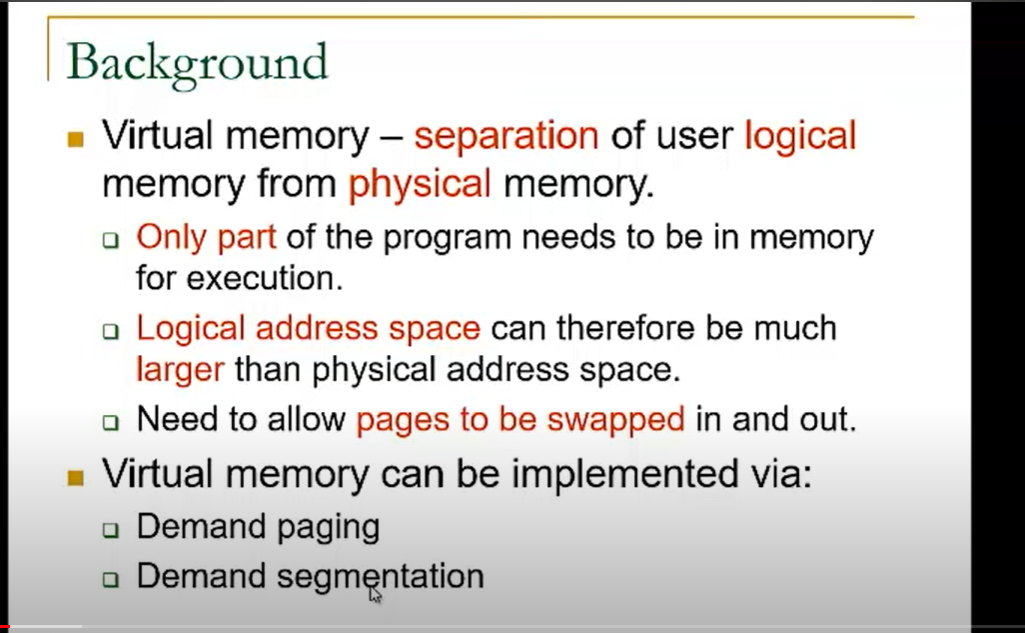 Background
Virtual memory – separation of user logical
memory from physical memory.
Only part of the program needs to be in memory
for execution.
Logical address space can therefore be much
larger than physical address space.
Need to allow pages to be swapped in and out.
Virtual memory can be implemented via:
Demand paging
Demand segmentation